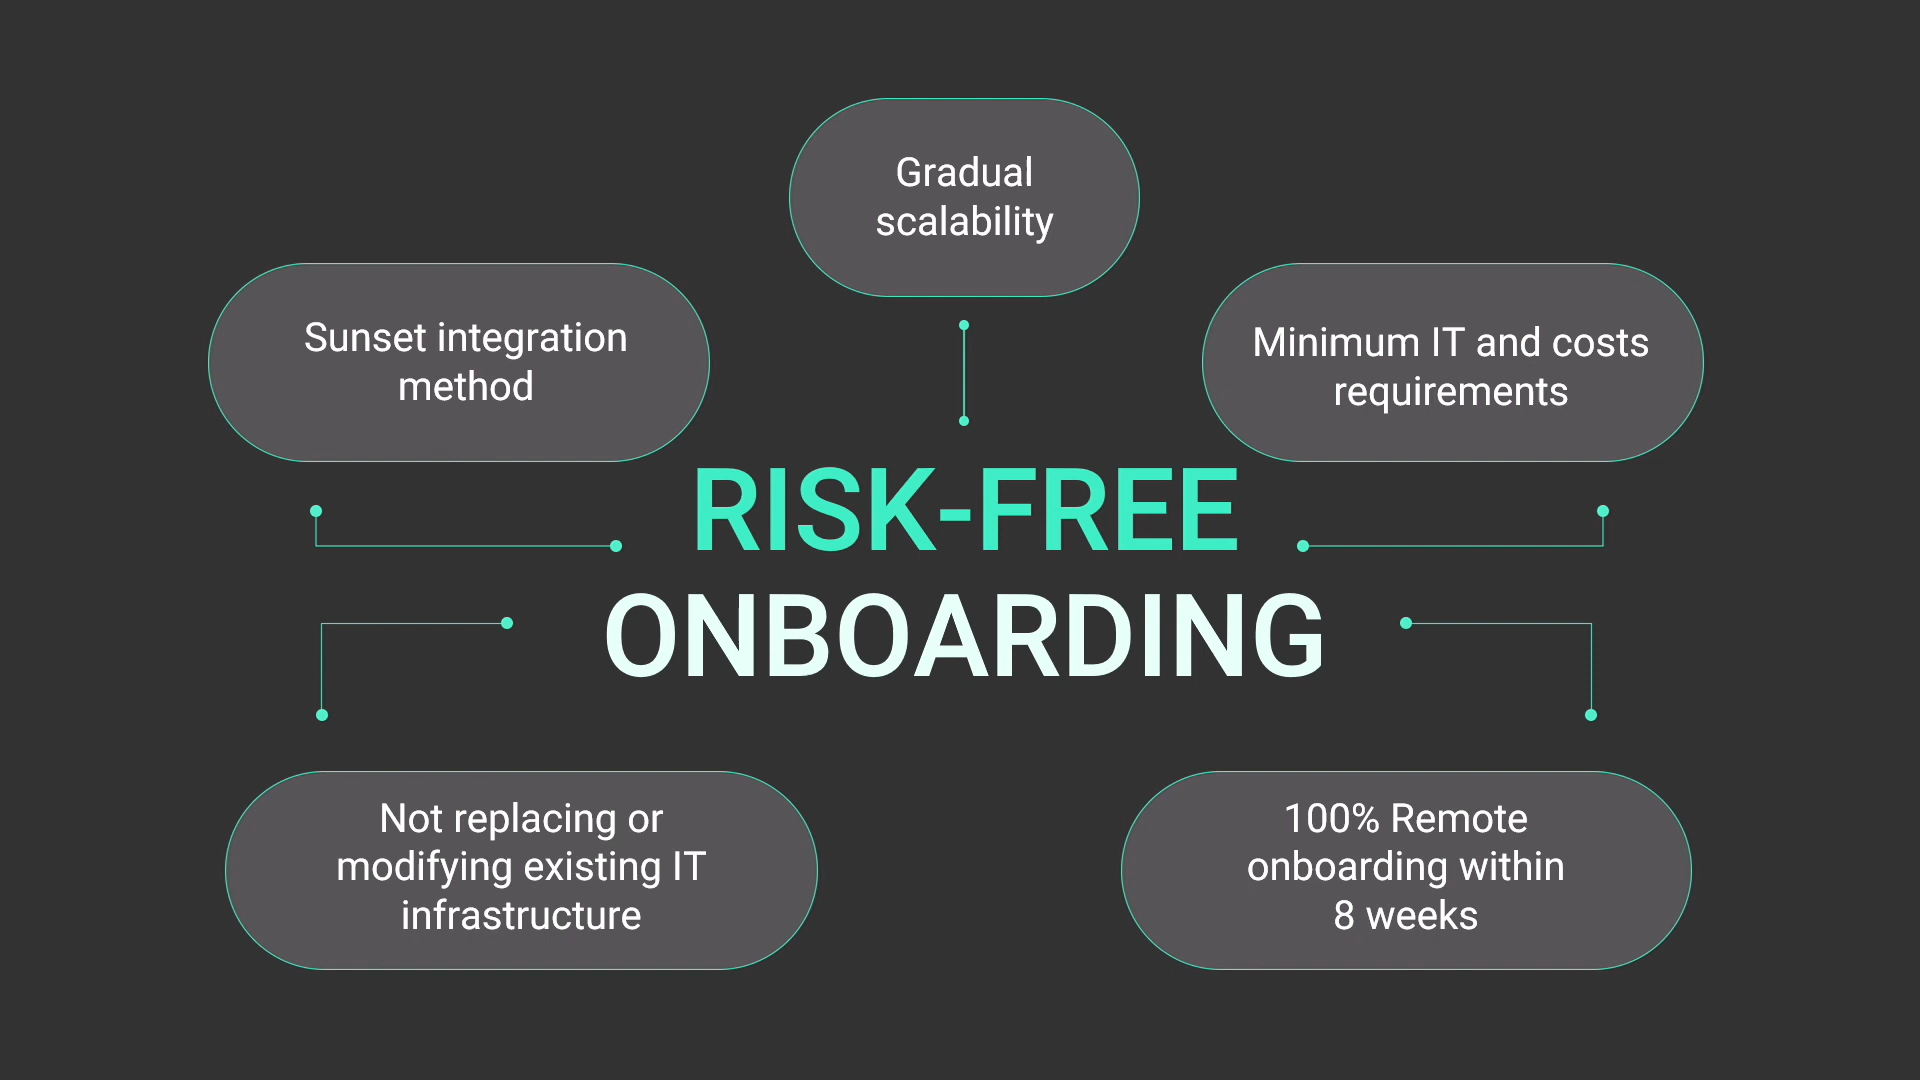 Gradual
scalability
Sunset integration
method
Minimum IT and costs
requirements
RISK-FREE
ONBOARDING
Not replacing or
modifying existing IT
infrastructure
100% Remote
onboarding within
8 weeks